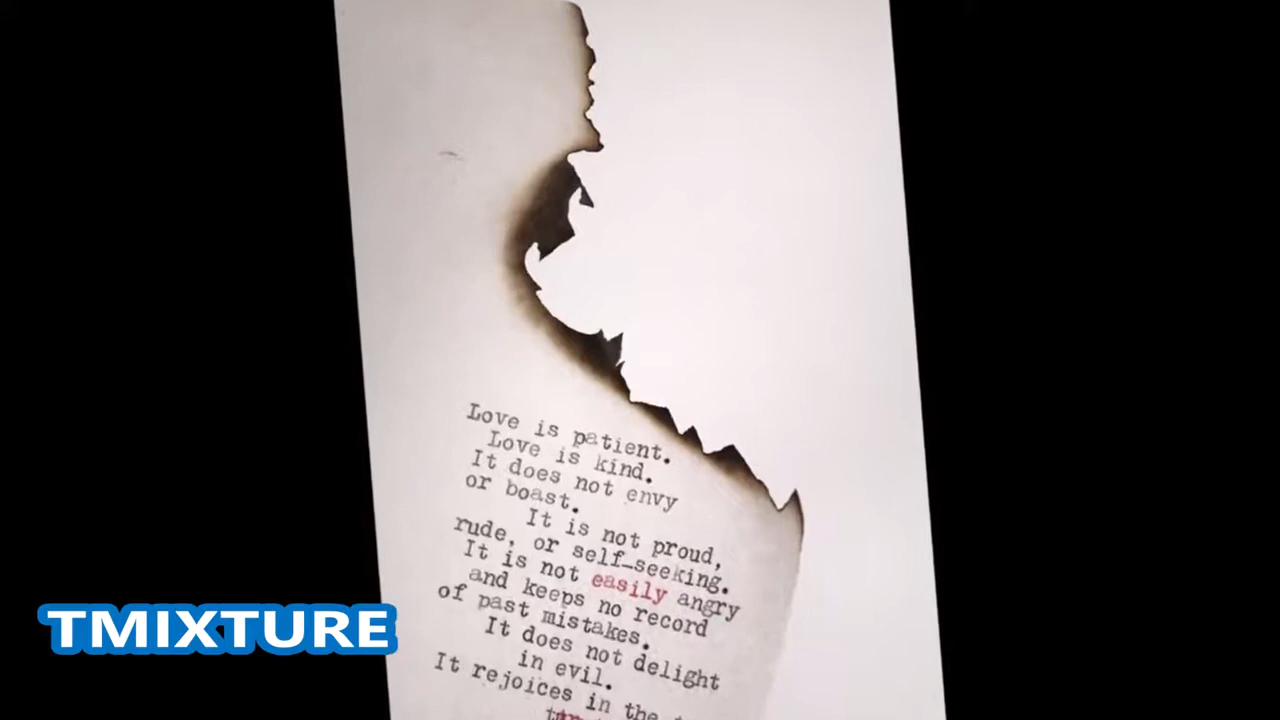 Love is patient.
Love is kind.
It does not envy
or boast.
It is not proud,
rude, or self-seeking.
It is not easily angry
and keeps no record
of past mistakes.
It does not delight
in evil.
It rejoices in the
TMIXTURE